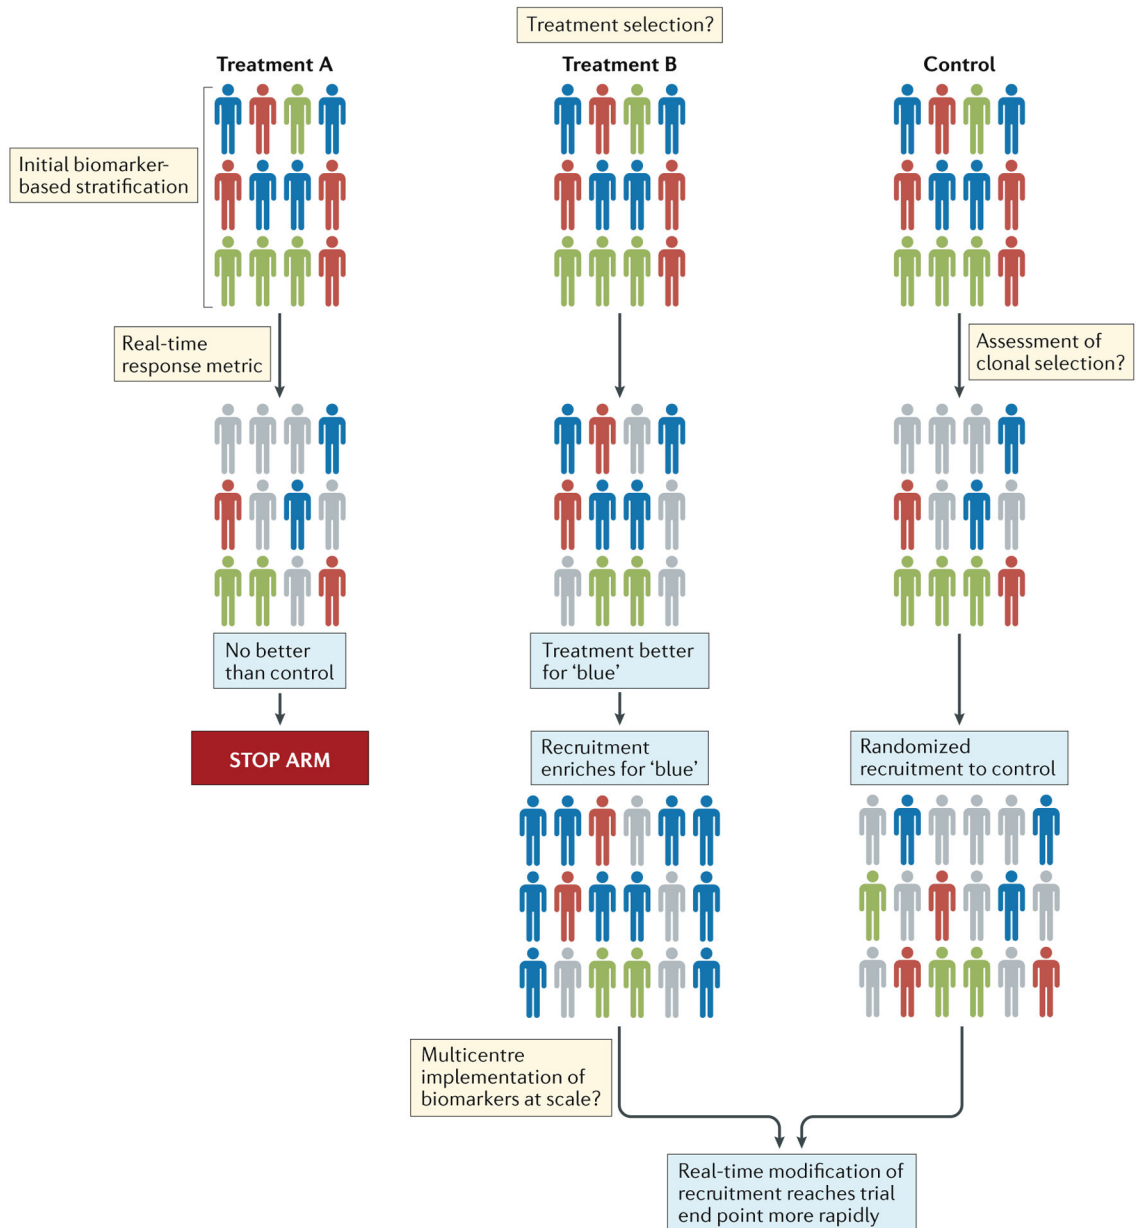 Treatment selection?
Treatment A
Treatment B
Control
Initial biomarker-
based stratification
Real-time
response metric
Assessment of
clonal selection?
No better
than control
Treatment better
for ‘blue’
STOP ARM
Recruitment
enriches for ‘blue’
Randomized
recruitment to control
Multicentre
implementation of
biomarkers at scale?
Real-time modification of
recruitment reaches trial
end point more rapidly